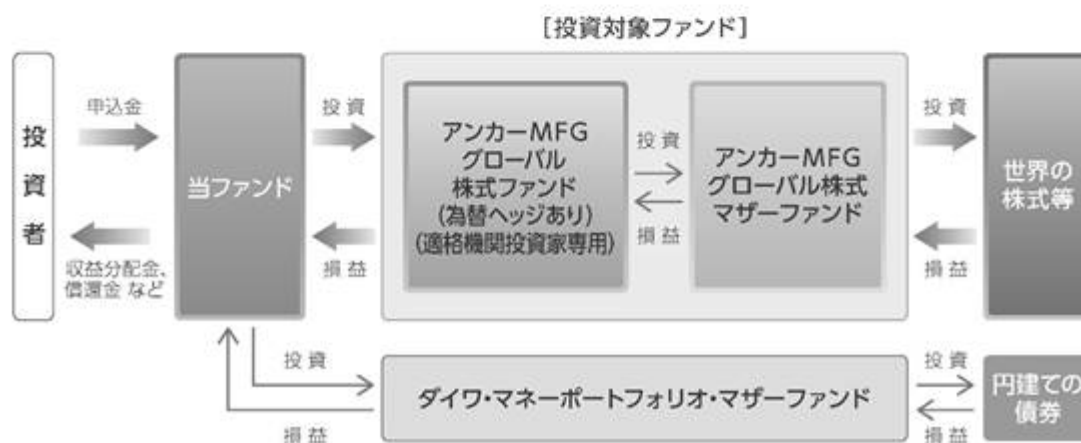 [投資対象ファンド]
投資者
申込金
収益分配金、
償還金 など
当ファンド
投資
損益
アンカーMFG
グローバル
株式ファンド
(為替ヘッジあり)
(適格機関投資家専用)
投資
損益
アンカーMFG
グローバル株式
マザーファンド
投資
損益
世界の
株式等
投資
損益
ダイワ・マネーポートフォリオ・マザーファンド
投資
損益
円建ての
債券